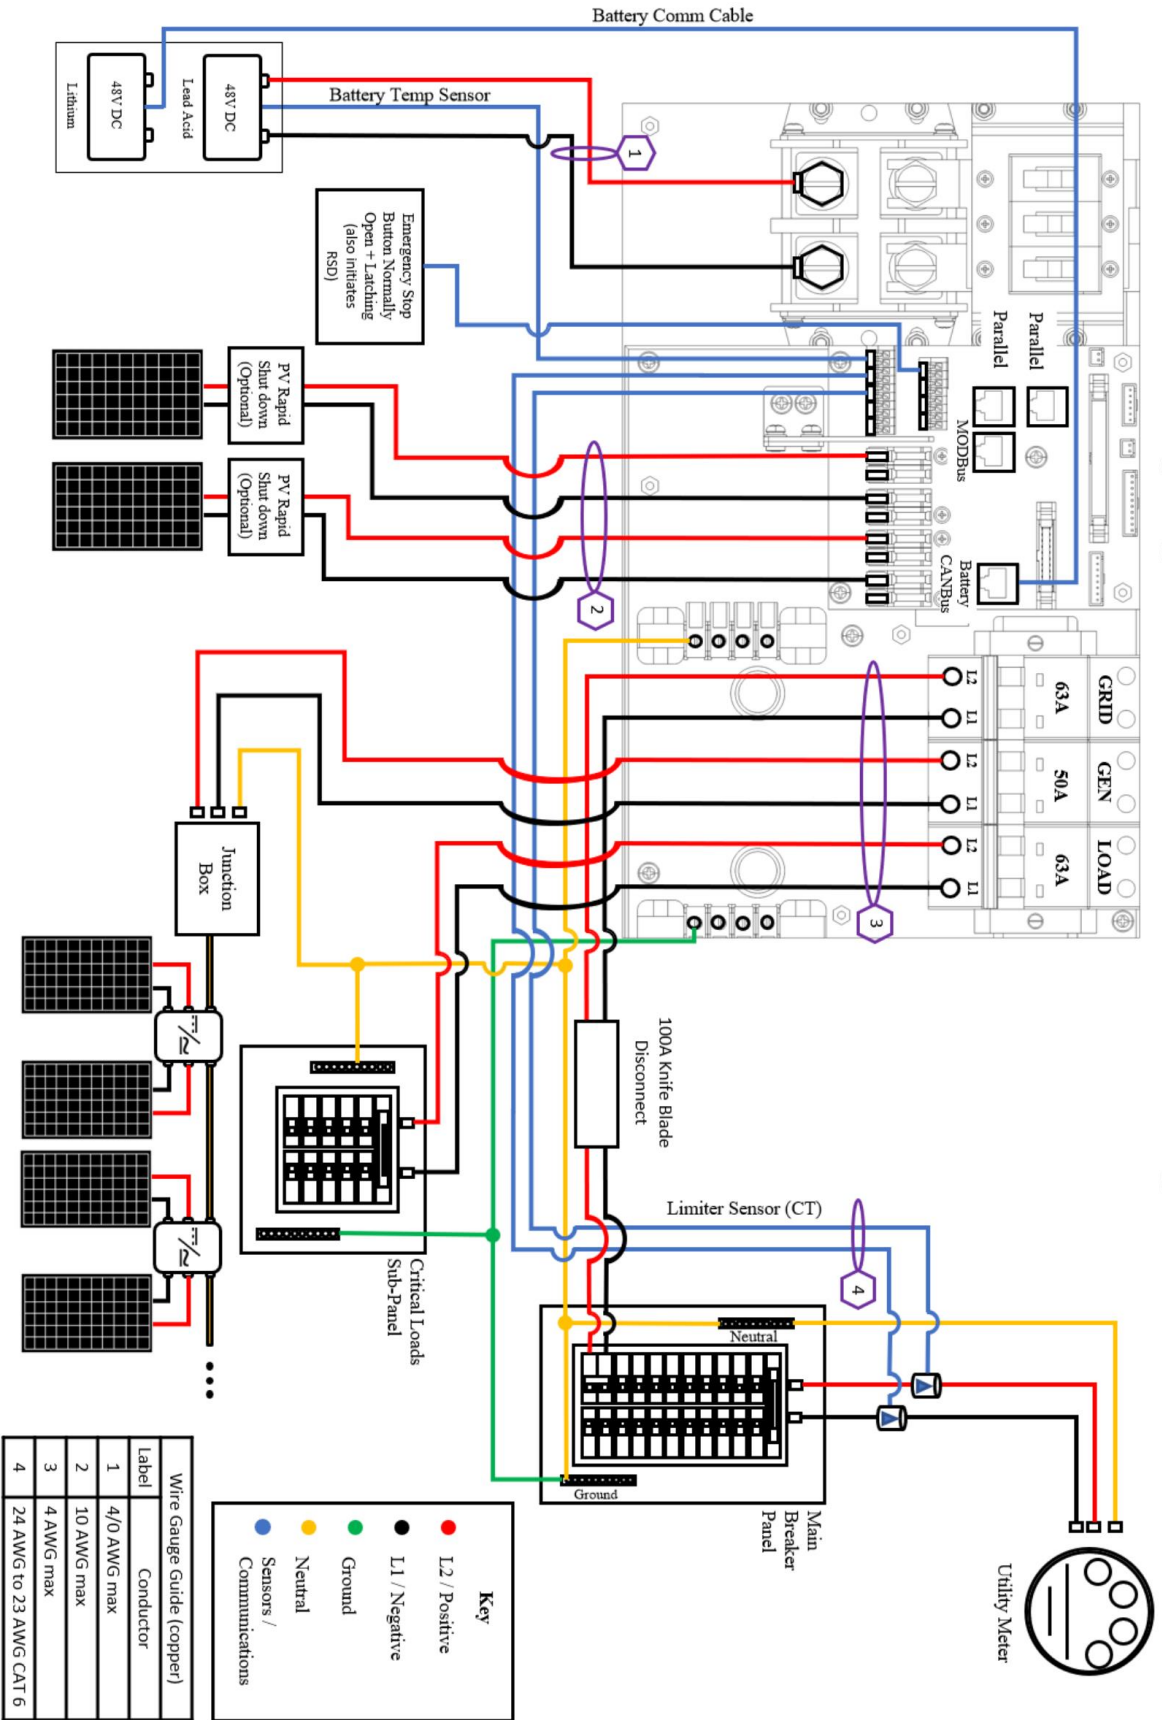 Battery Comm Cable
48V DC
Lithium
48V DC
Lead Acid
Battery Temp Sensor
1
Emergency Stop
Button Normally
Open + Latching
(also initiates
RSD)
Parallel
Parallel
MODBus
Battery
CANBus
PV Rapid
Shut down
(Optional)
PV Rapid
Shut down
(Optional)
2
GRID
63A
L2
L1
GEN
50A
L2
L1
LOAD
63A
L2
L1
3
Junction
Box
100A Knife Blade
Disconnect
Critical Loads
Sub-Panel
Limiter Sensor (CT)
4
Neutral
Ground
Main
Breaker
Panel
Utility Meter
Key
L2 / Positive
L1 / Negative
Ground
Neutral
Sensors /
Communications
Wire Gauge Guide (copper)
Label Conductor
1 4/0 AWG max
2 10 AWG max
3 4 AWG max
4 24 AWG to 23 AWG CAT 6